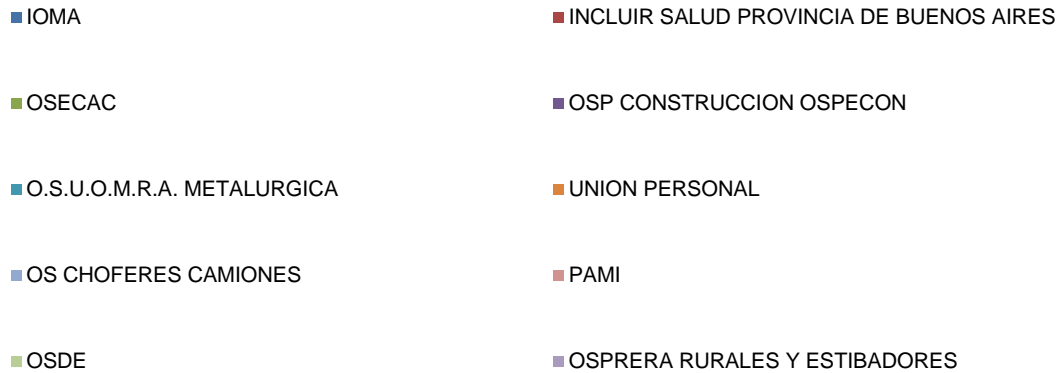 IOMA
INCLUIR SALUD PROVINCIA DE BUENOS AIRES
OSECAC
OSP CONSTRUCCION OSPECON
O.S.U.O.M.R.A. METALURGICA
UNION PERSONAL
OS CHOFERES CAMIONES
PAMI
OSDE
OSPRERA RURALES Y ESTIBADORES